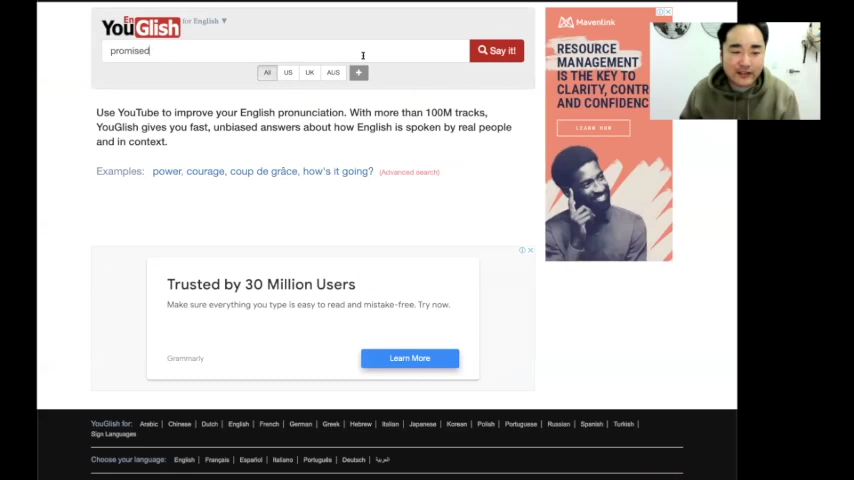 YouGlish
En
for English ▼
promised
Say it!
All US UK AUS +
Use YouTube to improve your English pronunciation. With more than 100M tracks,
YouGlish gives you fast, unbiased answers about how English is spoken by real people
and in context.
Examples: power, courage, coup de grâce, how's it going? (Advanced search)
Trusted by 30 Million Users
Make sure everything you type is easy to read and mistake-free. Try now.
Grammarly
Learn More
Mavenlink
RESOURCE
MANAGEMENT
IS THE KEY TO
CLARITY, CONTR
AND CONFIDENC
LEARN HOW
YouGlish for: Arabic | Chinese | Dutch | English | French | German | Greek | Hebrew | Italian | Japanese | Korean | Polish | Portuguese | Russian | Spanish | Turkish |
Sign Languages
Choose your language: English | Français | Español | Italiano | Português | Deutsch | العربية